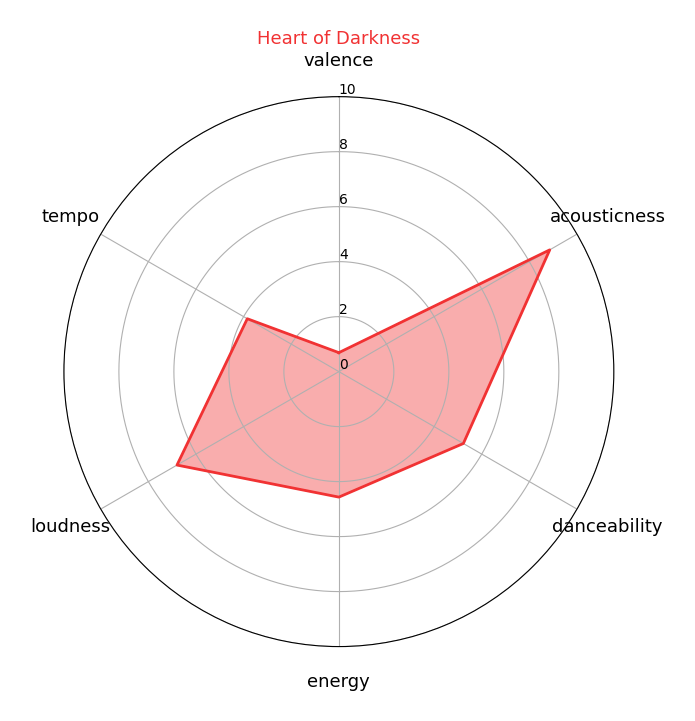 Heart of Darkness
valence
10
8
6
4
2
0
tempo
acousticness
loudness
danceability
energy